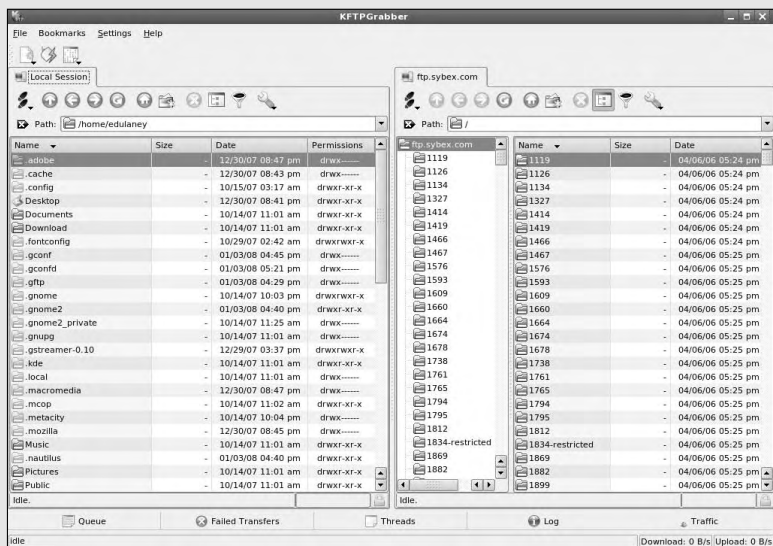 KFTPGrabber
File Bookmarks Settings Help
Local Session
Path: /home/edulaney
Name Size Date Permissions
.adobe - 12/30/07 08:47 pm drwx------
.cache - 12/30/07 08:43 pm drwx------
.config - 10/15/07 03:17 am drwxr-xr-x
Desktop - 12/30/07 08:41 pm drwxr-xr-x
Documents - 10/14/07 11:01 am drwxr-xr-x
Download - 10/14/07 11:01 am drwxr-xr-x
.fontconfig - 10/29/07 02:42 am drwxrwxr-x
.gconf - 01/03/08 04:45 pm drwx------
.gconfd - 01/03/08 05:21 pm drwx------
.gftp - 01/03/08 04:29 pm drwx------
.gnome - 10/14/07 10:03 pm drwxrwxr-x
.gnome2 - 01/03/08 04:40 pm drwxr-xr-x
.gnome2_private - 10/14/07 11:25 am drwx------
.gnupg - 10/14/07 11:01 am drwx------
.gstreamer-0.10 - 12/29/07 03:37 pm drwxrwxr-x
.kde - 10/14/07 11:01 am drwxr-xr-x
.local - 10/14/07 11:01 am drwx------
.macromedia - 12/30/07 08:47 pm drwx------
.mcop - 10/14/07 11:02 am drwxr-xr-x
.metacity - 10/14/07 10:04 pm drwx------
.mozilla - 12/30/07 08:45 pm drwx------
Music - 10/14/07 11:01 am drwxr-xr-x
.nautilus - 01/03/08 04:40 pm drwxr-xr-x
Pictures - 10/14/07 11:01 am drwxr-xr-x
Public - 10/14/07 11:01 am drwxr-xr-x
Idle.
ftp.sybex.com
Path: /
ftp.sybex.com
1119
1126
1134
1327
1414
1419
1466
1467
1576
1593
1609
1660
1664
1674
1678
1738
1761
1765
1794
1795
1812
1834-restricted
1869
1882
Name Size Date
1119 - 04/06/06 05:24 pm
1126 - 04/06/06 05:24 pm
1134 - 04/06/06 05:24 pm
1327 - 04/06/06 05:24 pm
1414 - 04/06/06 05:24 pm
1419 - 04/06/06 05:24 pm
1466 - 04/06/06 05:24 pm
1467 - 04/06/06 05:25 pm
1576 - 04/06/06 05:25 pm
1593 - 04/06/06 05:25 pm
1609 - 04/06/06 05:25 pm
1660 - 04/06/06 05:25 pm
1664 - 04/06/06 05:25 pm
1674 - 04/06/06 05:25 pm
1678 - 04/06/06 05:25 pm
1738 - 04/06/06 05:25 pm
1761 - 04/06/06 05:25 pm
1765 - 04/06/06 05:25 pm
1794 - 04/06/06 05:25 pm
1795 - 04/06/06 05:25 pm
1812 - 04/06/06 05:25 pm
1834-restricted - 04/06/06 05:25 pm
1869 - 04/06/06 05:25 pm
1882 - 04/06/06 05:25 pm
1899 - 04/06/06 05:25 pm
Idle.
Queue Failed Transfers Threads Log Traffic
idle Download: 0 B/s Upload: 0 B/s